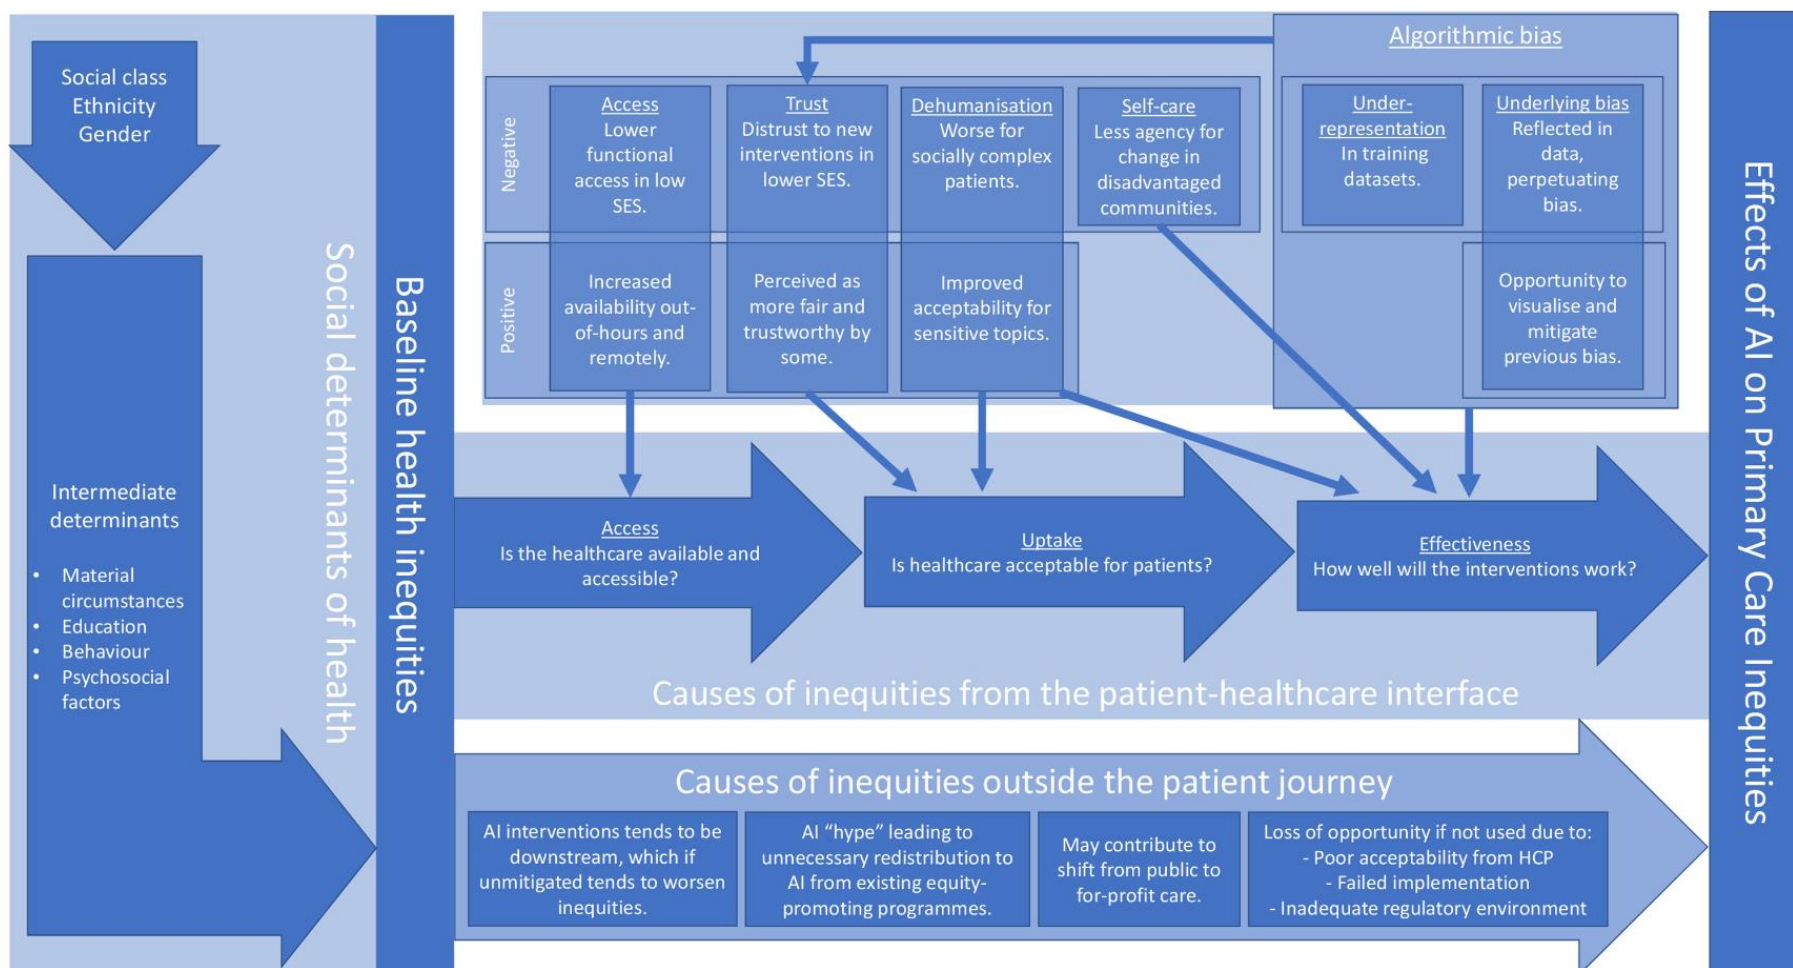 Social class
Ethnicity
Gender
Intermediate
determinants
• Material
circumstances
• Education
• Behaviour
• Psychosocial
factors
Social determinants of health
Baseline health inequities
Negative
Positive
Access
Lower
functional
access in low
SES.
Increased
availability out-
of-hours and
remotely.
Trust
Distrust to new
interventions in
lower SES.
Perceived as
more fair and
trustworthy by
some.
Dehumanisation
Worse for
socially complex
patients.
Improved
acceptability for
sensitive topics.
Self-care
Less agency for
change in
disadvantaged
communities.
Algorithmic bias
Under-
representation
In training
datasets.
Underlying bias
Reflected in
data,
perpetuating
bias.
Opportunity to
visualise and
mitigate
previous bias.
Access
Is the healthcare available and
accessible?
Uptake
Is healthcare acceptable for patients?
Effectiveness
How well will the interventions work?
Causes of inequities from the patient-healthcare interface
Causes of inequities outside the patient journey
AI interventions tends to be
downstream, which if
unmitigated tends to worsen
inequities.
AI “hype” leading to
unnecessary redistribution to
AI from existing equity-
promoting programmes.
May contribute to
shift from public to
for-profit care.
Loss of opportunity if not used due to:
- Poor acceptability from HCP
- Failed implementation
- Inadequate regulatory environment
Effects of AI on Primary Care Inequities